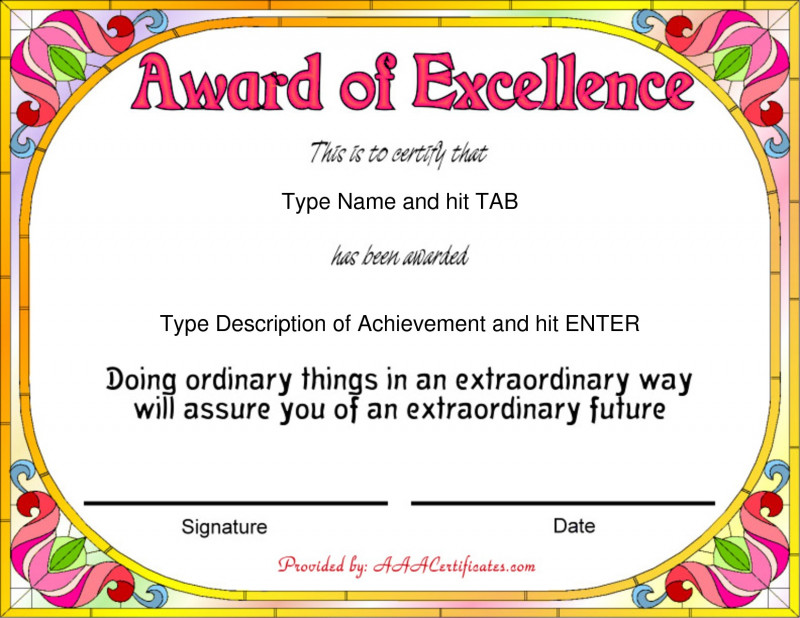 Award of Excellence
This is to certify that
Type Name and hit TAB
has been awarded
Type Description of Achievement and hit ENTER
Doing ordinary things in an extraordinary way
will assure you of an extraordinary future
Signature
Date
Provided by: AAACertificates.com